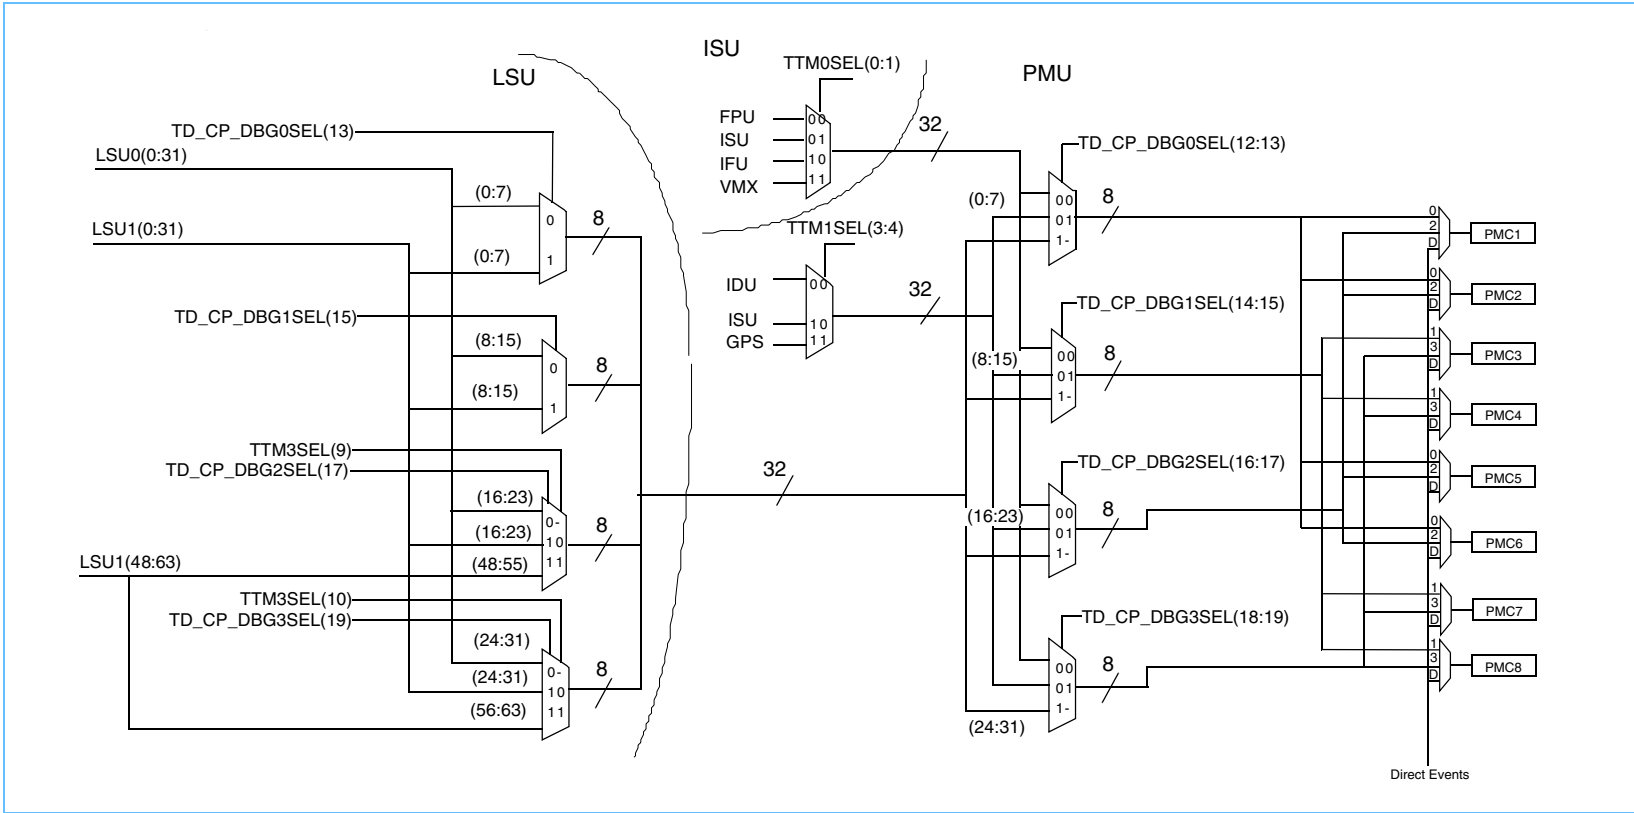 LSU
ISU
PMU
TTM0SEL(0:1)
FPU
ISU
IFU
VMX
00
01
10
11
32
TD_CP_DBG0SEL(13)
LSU0(0:31)
(0:7)
0
8
LSU1(0:31)
(0:7)
1
TTM1SEL(3:4)
IDU
ISU
GPS
00
10
11
32
TD_CP_DBG1SEL(15)
(8:15)
0
8
(8:15)
1
TTM3SEL(9)
TD_CP_DBG2SEL(17)
(16:23)
(16:23)
(48:55)
0-
10
11
8
LSU1(48:63)
TTM3SEL(10)
TD_CP_DBG3SEL(19)
(24:31)
(24:31)
(56:63)
0-
10
11
8
32
TD_CP_DBG0SEL(12:13)
(0:7)
00
01
1-
8
TD_CP_DBG1SEL(14:15)
(8:15)
00
01
1-
8
TD_CP_DBG2SEL(16:17)
(16:23)
00
01
1-
8
TD_CP_DBG3SEL(18:19)
00
01
1-
8
(24:31)
0
2
D
PMC1
0
2
D
PMC2
1
3
D
PMC3
1
3
D
PMC4
0
2
D
PMC5
0
2
D
PMC6
1
3
D
PMC7
1
3
D
PMC8
Direct Events